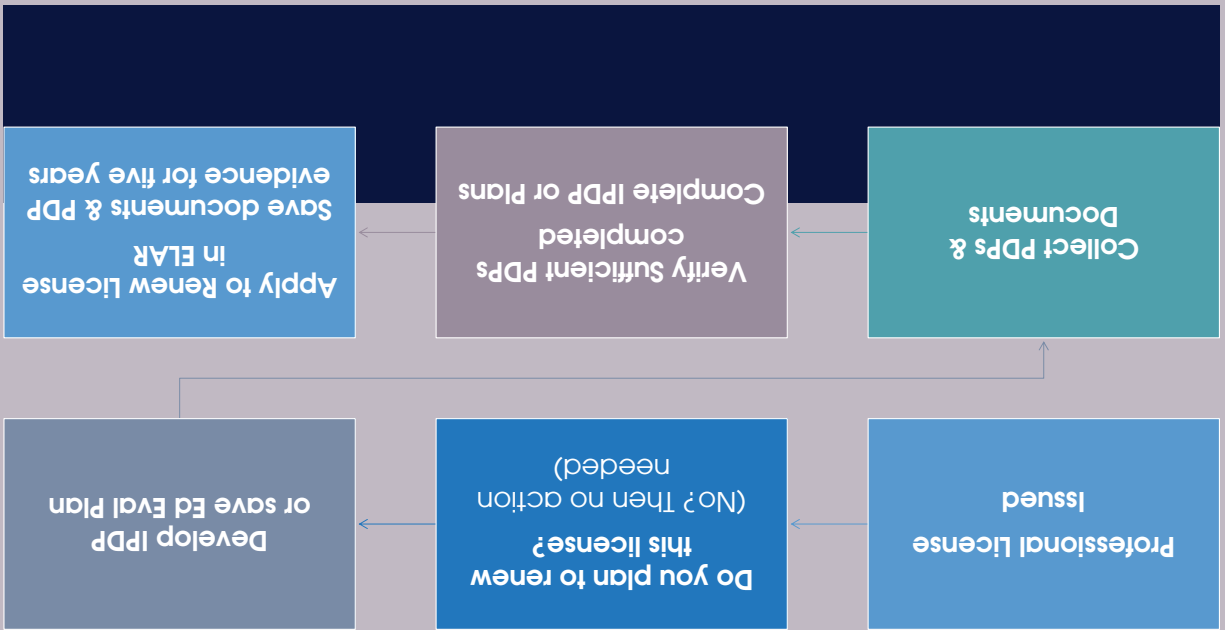 Professional License
Issued
Do you plan to renew
this license?
(No? Then no action
needed)
Develop IPDP
or save Ed Eval Plan
Collect PDPs &
Documents
Verify Sufficient PDPs
completed
Complete IPDP or Plans
Apply to Renew License
in ELAR
Save documents & PDP
evidence for five years